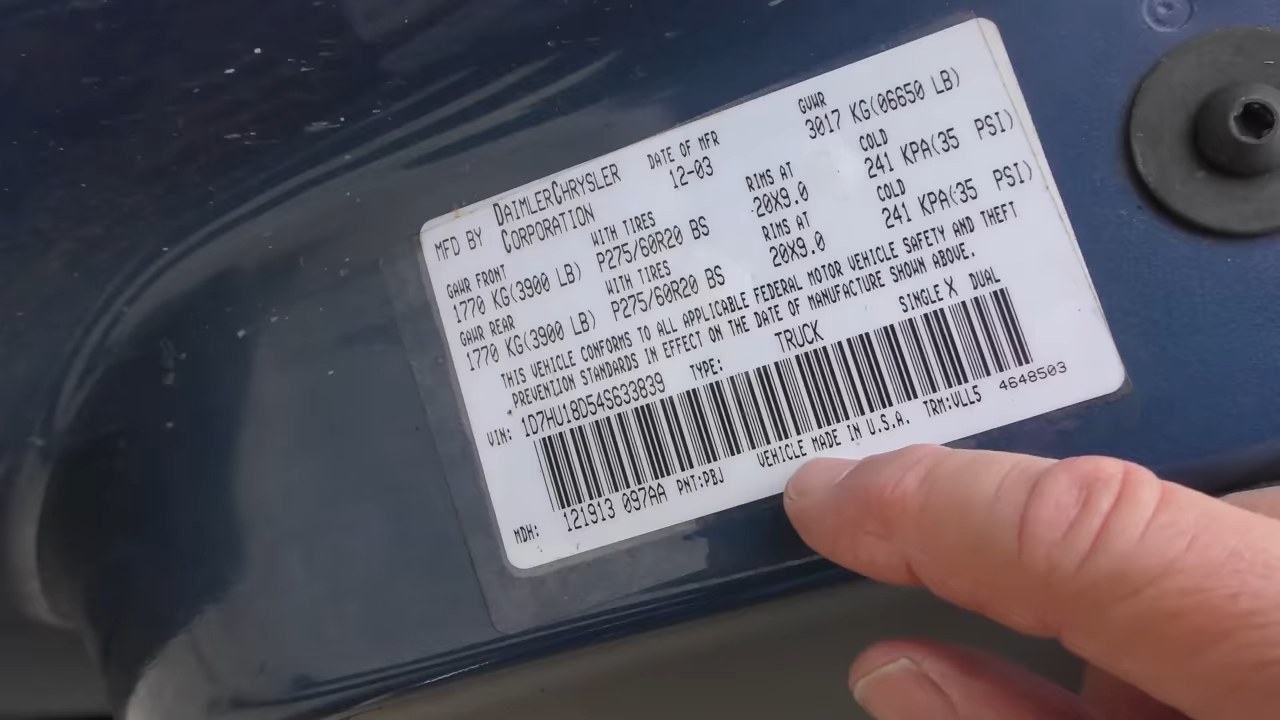 MFD BY DAIMLERCHRYSLER CORPORATION DATE OF MFR 12-03 GVWR 3017 KG(06650 LB)
GAWR FRONT WITH TIRES RIMS AT COLD
1770 KG(3900 LB) P275/60R20 BS 20X9.0 241 KPA(35 PSI)
GAWR REAR WITH TIRES RIMS AT COLD
1770 KG(3900 LB) P275/60R20 BS 20X9.0 241 KPA(35 PSI)
THIS VEHICLE CONFORMS TO ALL APPLICABLE FEDERAL MOTOR VEHICLE SAFETY AND THEFT
PREVENTION STANDARDS IN EFFECT ON THE DATE OF MANUFACTURE SHOWN ABOVE.
VIN: 1D7HU18D54S633839 TYPE: TRUCK SINGLE X DUAL
MDH: 121913 097AA PNT:PBJ VEHICLE MADE IN U.S.A. TRM:VLL5 4648503